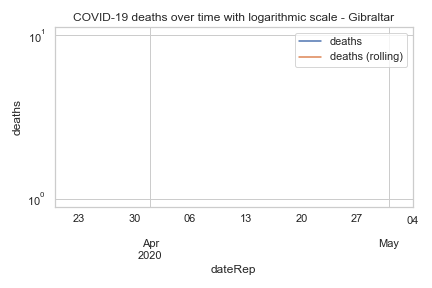 COVID-19 deaths over time with logarithmic scale - Gibraltar
10¹
deaths
deaths (rolling)
deaths
10⁰
23 30 06 13 20 27 04
Apr May
2020
dateRep